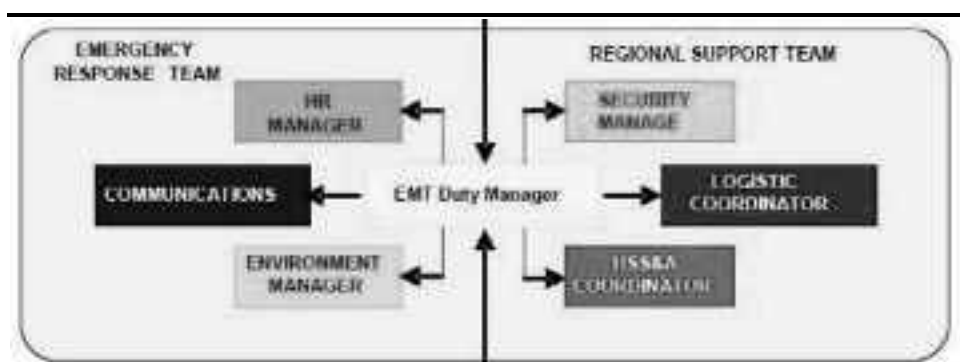 EMERGENCY
RESPONSE TEAM
REGIONAL SUPPORT TEAM
HR
MANAGER
SECURITY
MANAGE
COMMUNICATIONS
EMT Duty Manager
LOGISTIC
COORDINATOR
ENVIRONMENT
MANAGER
COORDINATOR